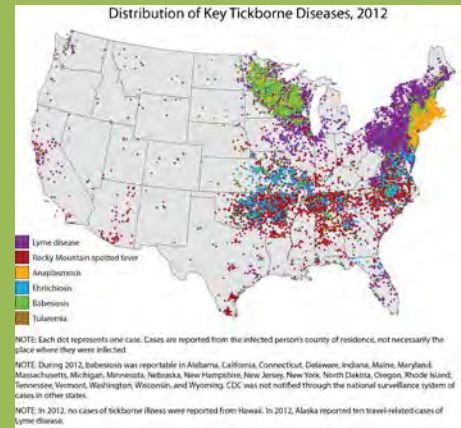 Distribution of Key Tickborne Diseases, 2012
Lyme disease
Rocky Mountain spotted fever
Anaplasmosis
Ehrlichiosis
Babesiosis
Tularemia
NOTE: Each dot represents one case. Cases are reported from the infected person's county of residence, not necessarily the
place where they were infected.
NOTE: During 2012, babesiosis was reportable in Alabama, California, Connecticut, Delaware, Indiana, Maine, Maryland,
Massachusetts, Michigan, Minnesota, Nebraska, New Hampshire, New Jersey, New York, North Dakota, Oregon, Rhode Island,
Tennessee, Vermont, Washington, Wisconsin, and Wyoming. CDC was not notified through the national surveillance system of
cases in other states.
NOTE: In 2012, no cases of tickborne illness were reported from Hawaii. In 2012, Alaska reported ten travel-related cases of
Lyme disease.